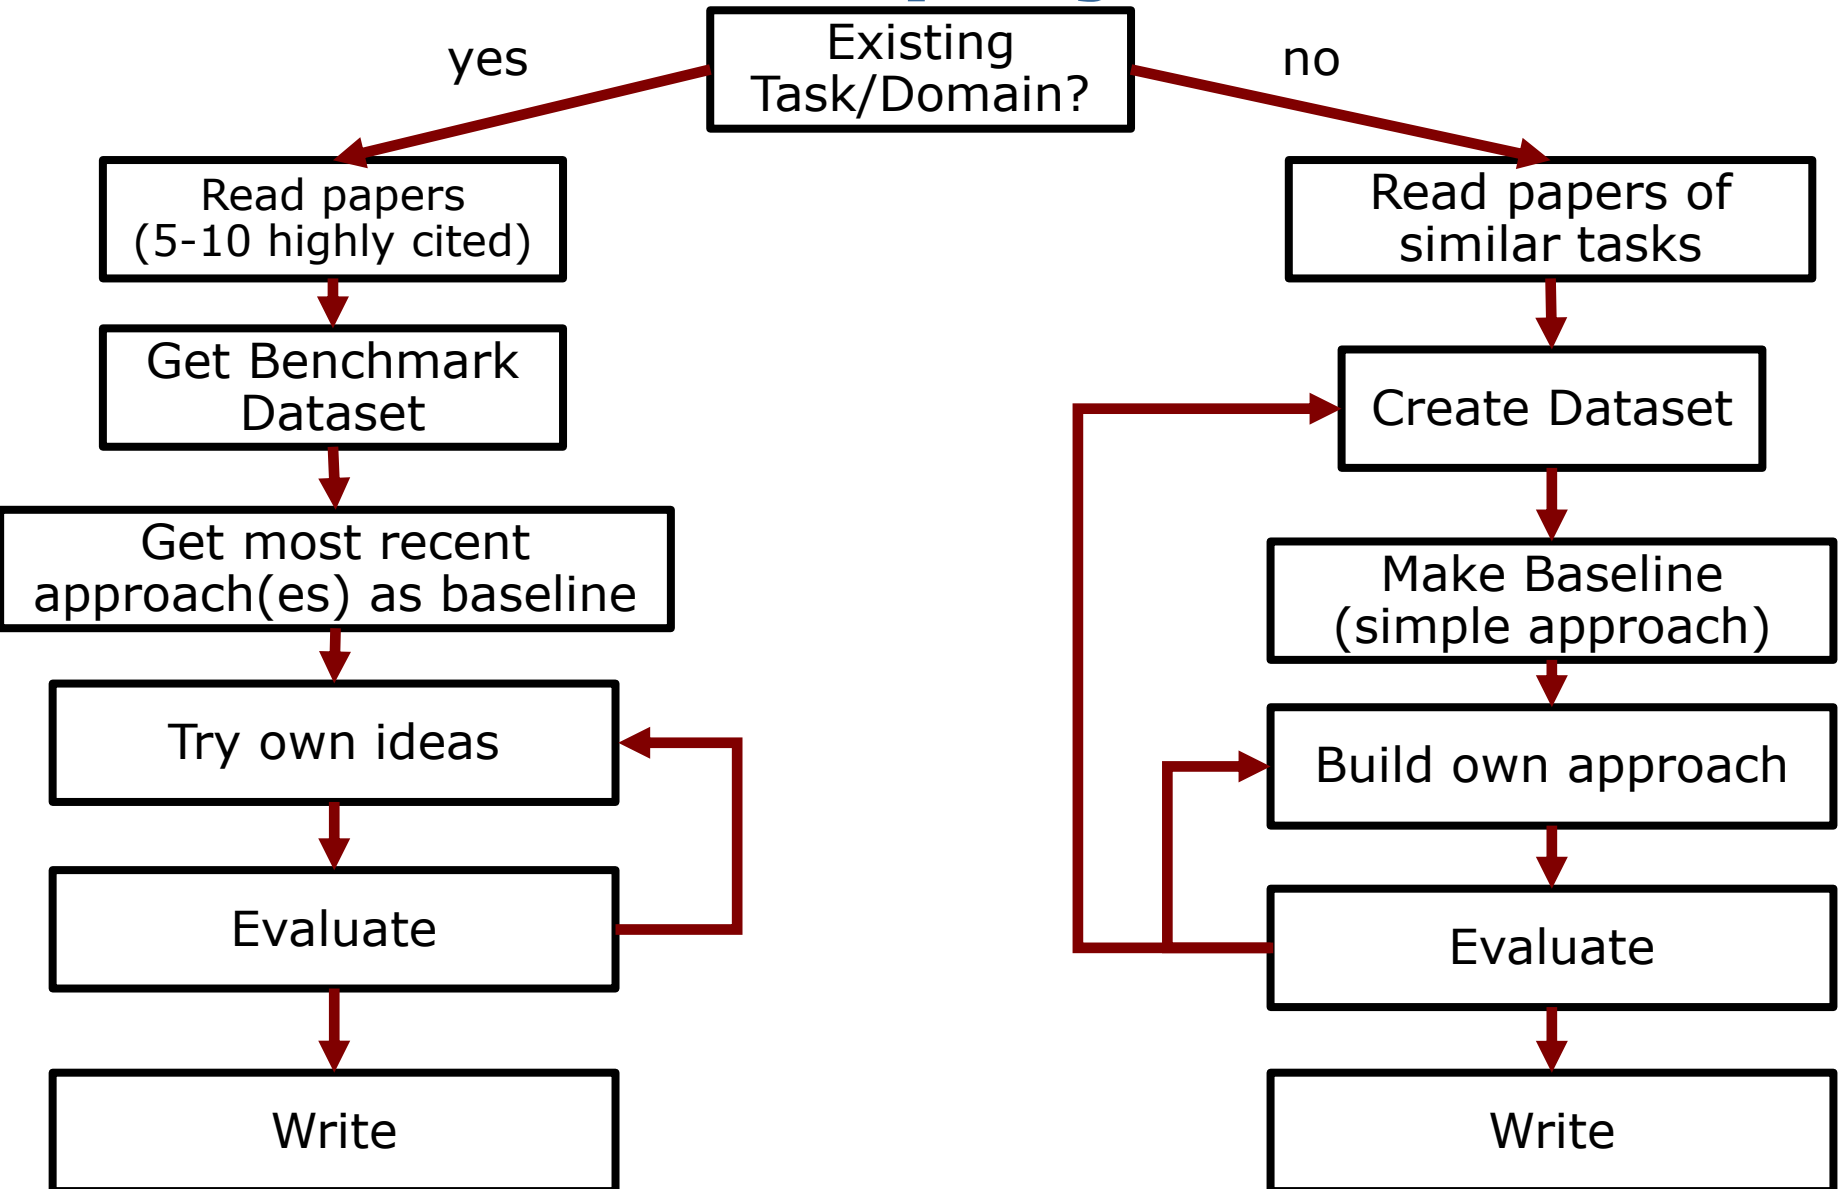 yes
Existing
Task/Domain?
no
Read papers
(5-10 highly cited)
Get Benchmark
Dataset
Get most recent
approach(es) as baseline
Try own ideas
Evaluate
Write
Read papers of
similar tasks
Create Dataset
Make Baseline
(simple approach)
Build own approach
Evaluate
Write